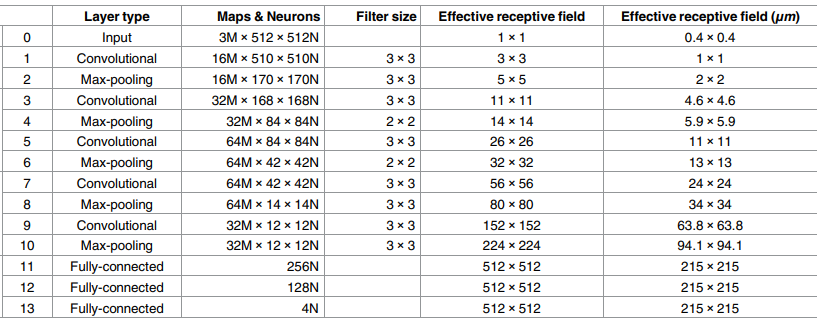 Layer type Maps & Neurons Filter size Effective receptive field Effective receptive field (μm)
0 Input 3M × 512 × 512N 1 × 1 0.4 × 0.4
1 Convolutional 16M × 510 × 510N 3 × 3 3 × 3 1 × 1
2 Max-pooling 16M × 170 × 170N 3 × 3 5 × 5 2 × 2
3 Convolutional 32M × 168 × 168N 3 × 3 11 × 11 4.6 × 4.6
4 Max-pooling 32M × 84 × 84N 2 × 2 14 × 14 5.9 × 5.9
5 Convolutional 64M × 84 × 84N 3 × 3 26 × 26 11 × 11
6 Max-pooling 64M × 42 × 42N 2 × 2 32 × 32 13 × 13
7 Convolutional 64M × 42 × 42N 3 × 3 56 × 56 24 × 24
8 Max-pooling 64M × 14 × 14N 3 × 3 80 × 80 34 × 34
9 Convolutional 32M × 12 × 12N 3 × 3 152 × 152 63.8 × 63.8
10 Max-pooling 32M × 12 × 12N 3 × 3 224 × 224 94.1 × 94.1
11 Fully-connected 256N 512 × 512 215 × 215
12 Fully-connected 128N 512 × 512 215 × 215
13 Fully-connected 4N 512 × 512 215 × 215